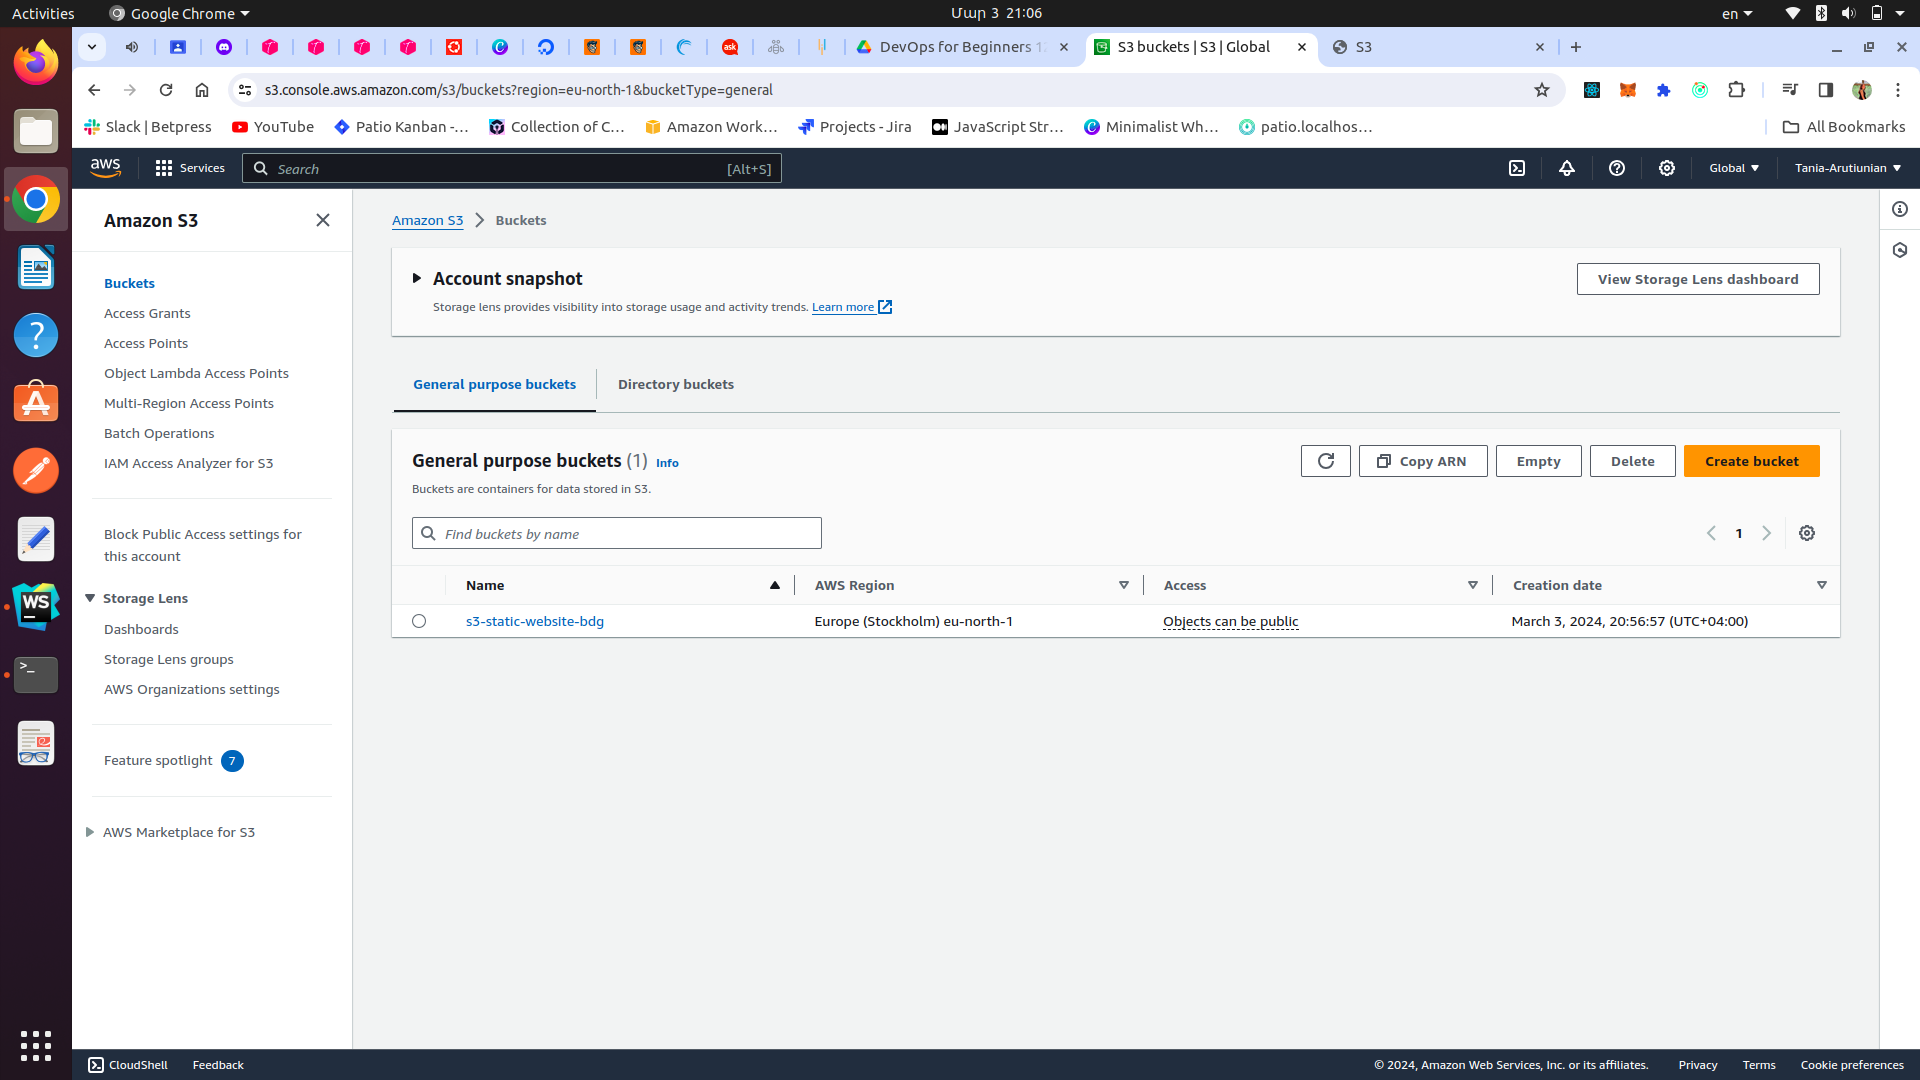 Activities
Google Chrome
Մար 3 21:06
en
DevOps for Beginners 1
S3 buckets | S3 | Global
S3
s3.console.aws.amazon.com/s3/buckets?region=eu-north-1&bucketType=general
Slack | Betpress
YouTube
Patio Kanban -...
Collection of C...
Amazon Work...
Projects - Jira
JavaScript Str...
Minimalist Wh...
patio.localhos...
All Bookmarks
aws
Services
Search
[Alt+S]
Global
Tania-Arutiunian
Amazon S3
Buckets
Access Grants
Access Points
Object Lambda Access Points
Multi-Region Access Points
Batch Operations
IAM Access Analyzer for S3
Block Public Access settings for
this account
Storage Lens
Dashboards
Storage Lens groups
AWS Organizations settings
Feature spotlight 7
AWS Marketplace for S3
Amazon S3
Buckets
Account snapshot
View Storage Lens dashboard
Storage lens provides visibility into storage usage and activity trends. Learn more
General purpose buckets
Directory buckets
General purpose buckets (1) Info
Copy ARN
Empty
Delete
Create bucket
Buckets are containers for data stored in S3.
Find buckets by name
1
Name
AWS Region
Access
Creation date
s3-static-website-bdg
Europe (Stockholm) eu-north-1
Objects can be public
March 3, 2024, 20:56:57 (UTC+04:00)
CloudShell
Feedback
© 2024, Amazon Web Services, Inc. or its affiliates.
Privacy
Terms
Cookie preferences
WS
>_
ask